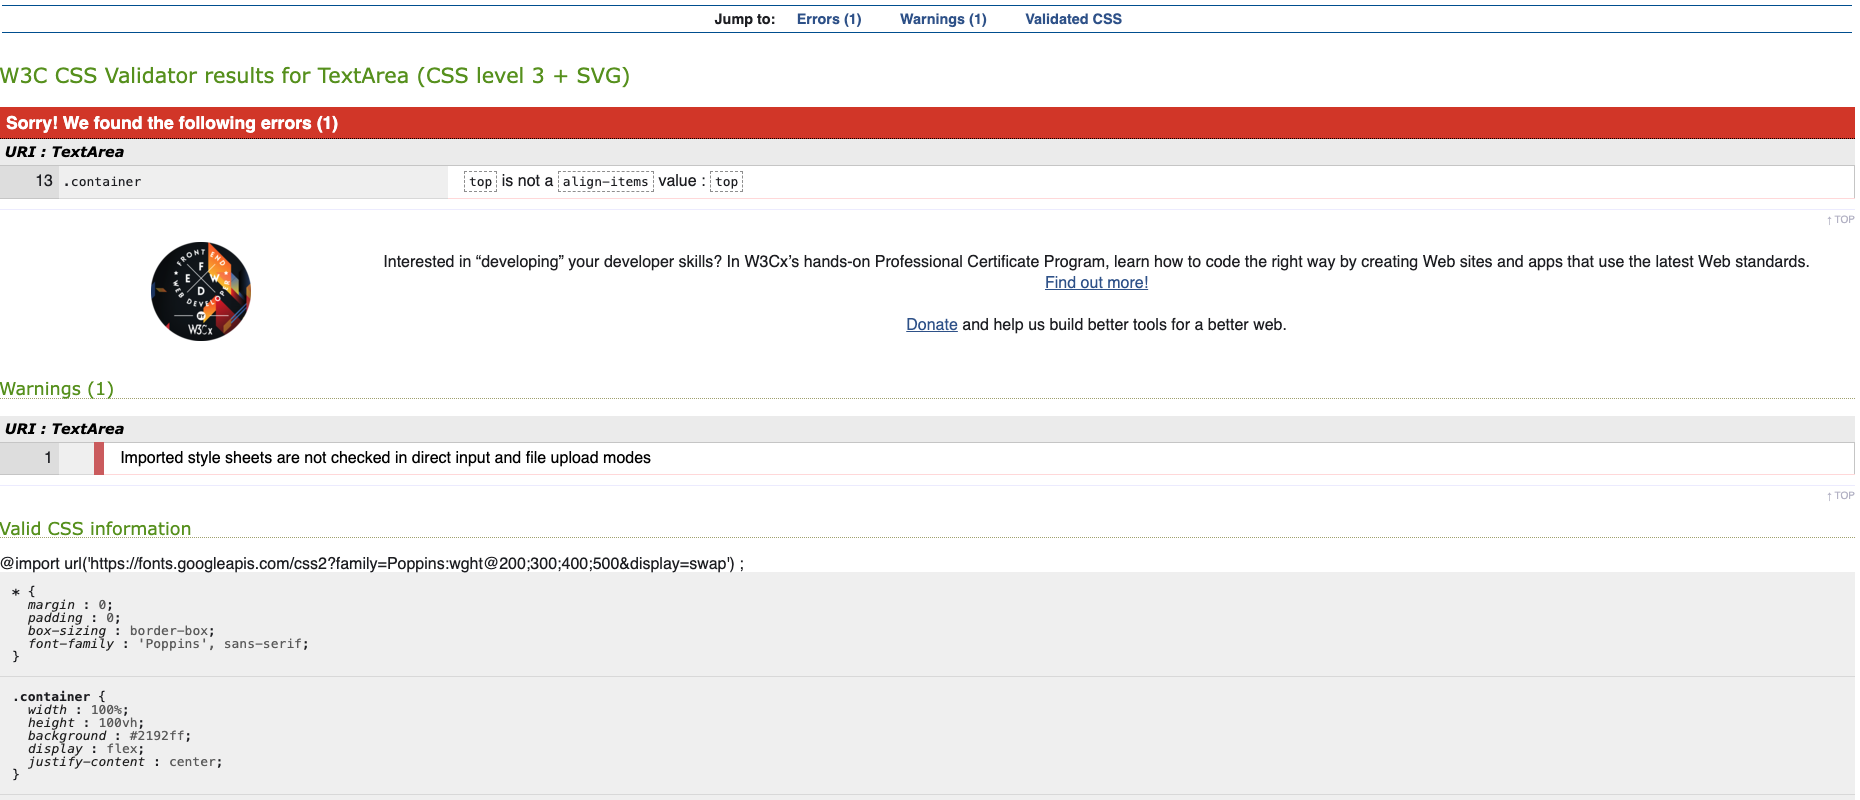 Jump to: Errors (1) Warnings (1) Validated CSS
W3C CSS Validator results for TextArea (CSS level 3 + SVG)
Sorry! We found the following errors (1)
URI : TextArea
13 .container top is not a align-items value : top
↑ TOP
FRONT END
F
E W
D
WEB DEVELOPER
BY
W3Cx
Interested in “developing” your developer skills? In W3Cx’s hands-on Professional Certificate Program, learn how to code the right way by creating Web sites and apps that use the latest Web standards.
Find out more!
Donate and help us build better tools for a better web.
Warnings (1)
URI : TextArea
1 Imported style sheets are not checked in direct input and file upload modes
↑ TOP
Valid CSS information
@import url('https://fonts.googleapis.com/css2?family=Poppins:wght@200;300;400;500&display=swap') ;
* {
margin : 0;
padding : 0;
box-sizing : border-box;
font-family : 'Poppins', sans-serif;
}
.container {
width : 100%;
height : 100vh;
background : #2192ff;
display : flex;
justify-content : center;
}